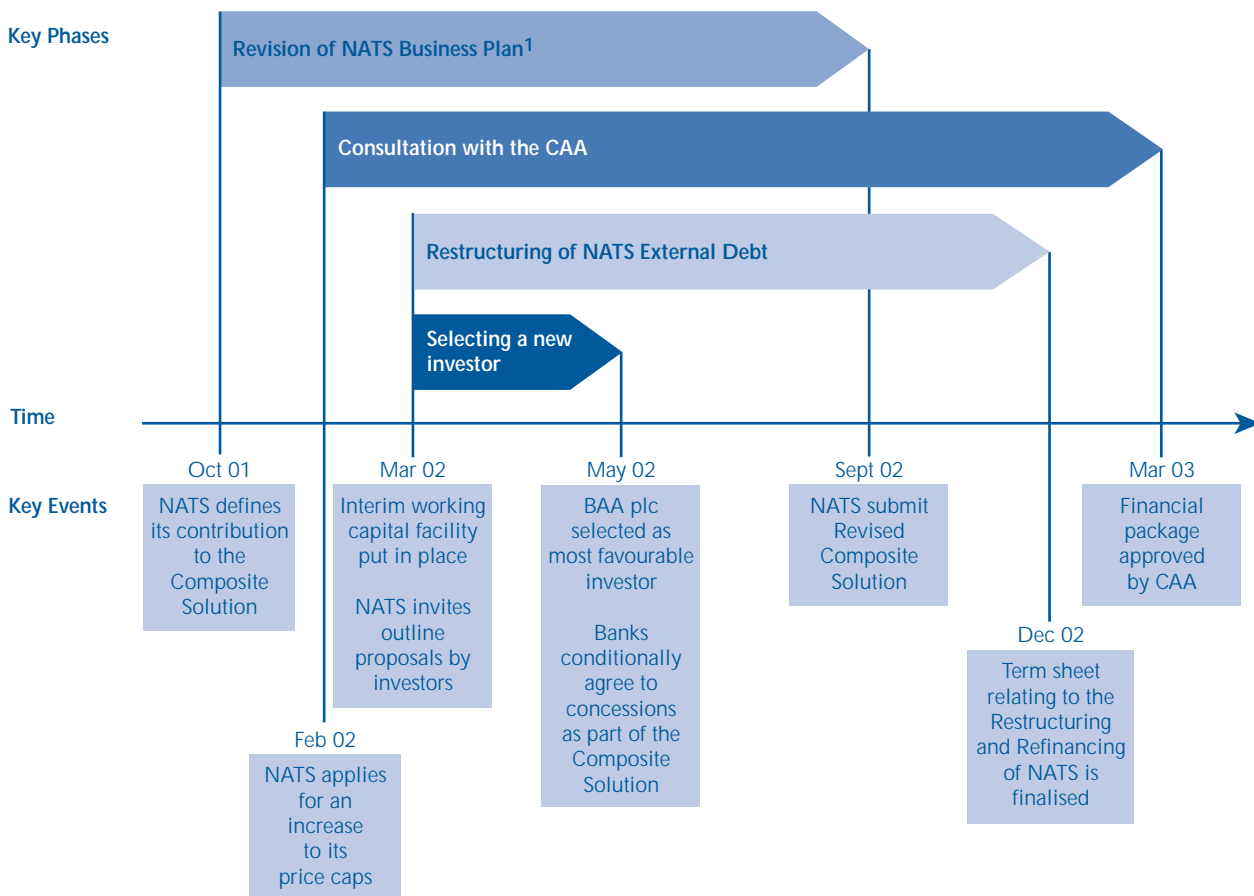 Key Phases
Revision of NATS Business Plan1
Consultation with the CAA
Restructuring of NATS External Debt
Selecting a new
investor
Time
Key Events
Oct 01
NATS defines
its contribution
to the
Composite
Solution
Feb 02
NATS applies
for an
increase
to its
price caps
Mar 02
Interim working
capital facility
put in place
NATS invites
outline
proposals by
investors
May 02
BAA plc
selected as
most favourable
investor
Banks
conditionally
agree to
concessions
as part of the
Composite
Solution
Sept 02
NATS submit
Revised
Composite
Solution
Dec 02
Term sheet
relating to the
Restructuring
and Refinancing
of NATS is
finalised
Mar 03
Financial
package
approved
by CAA